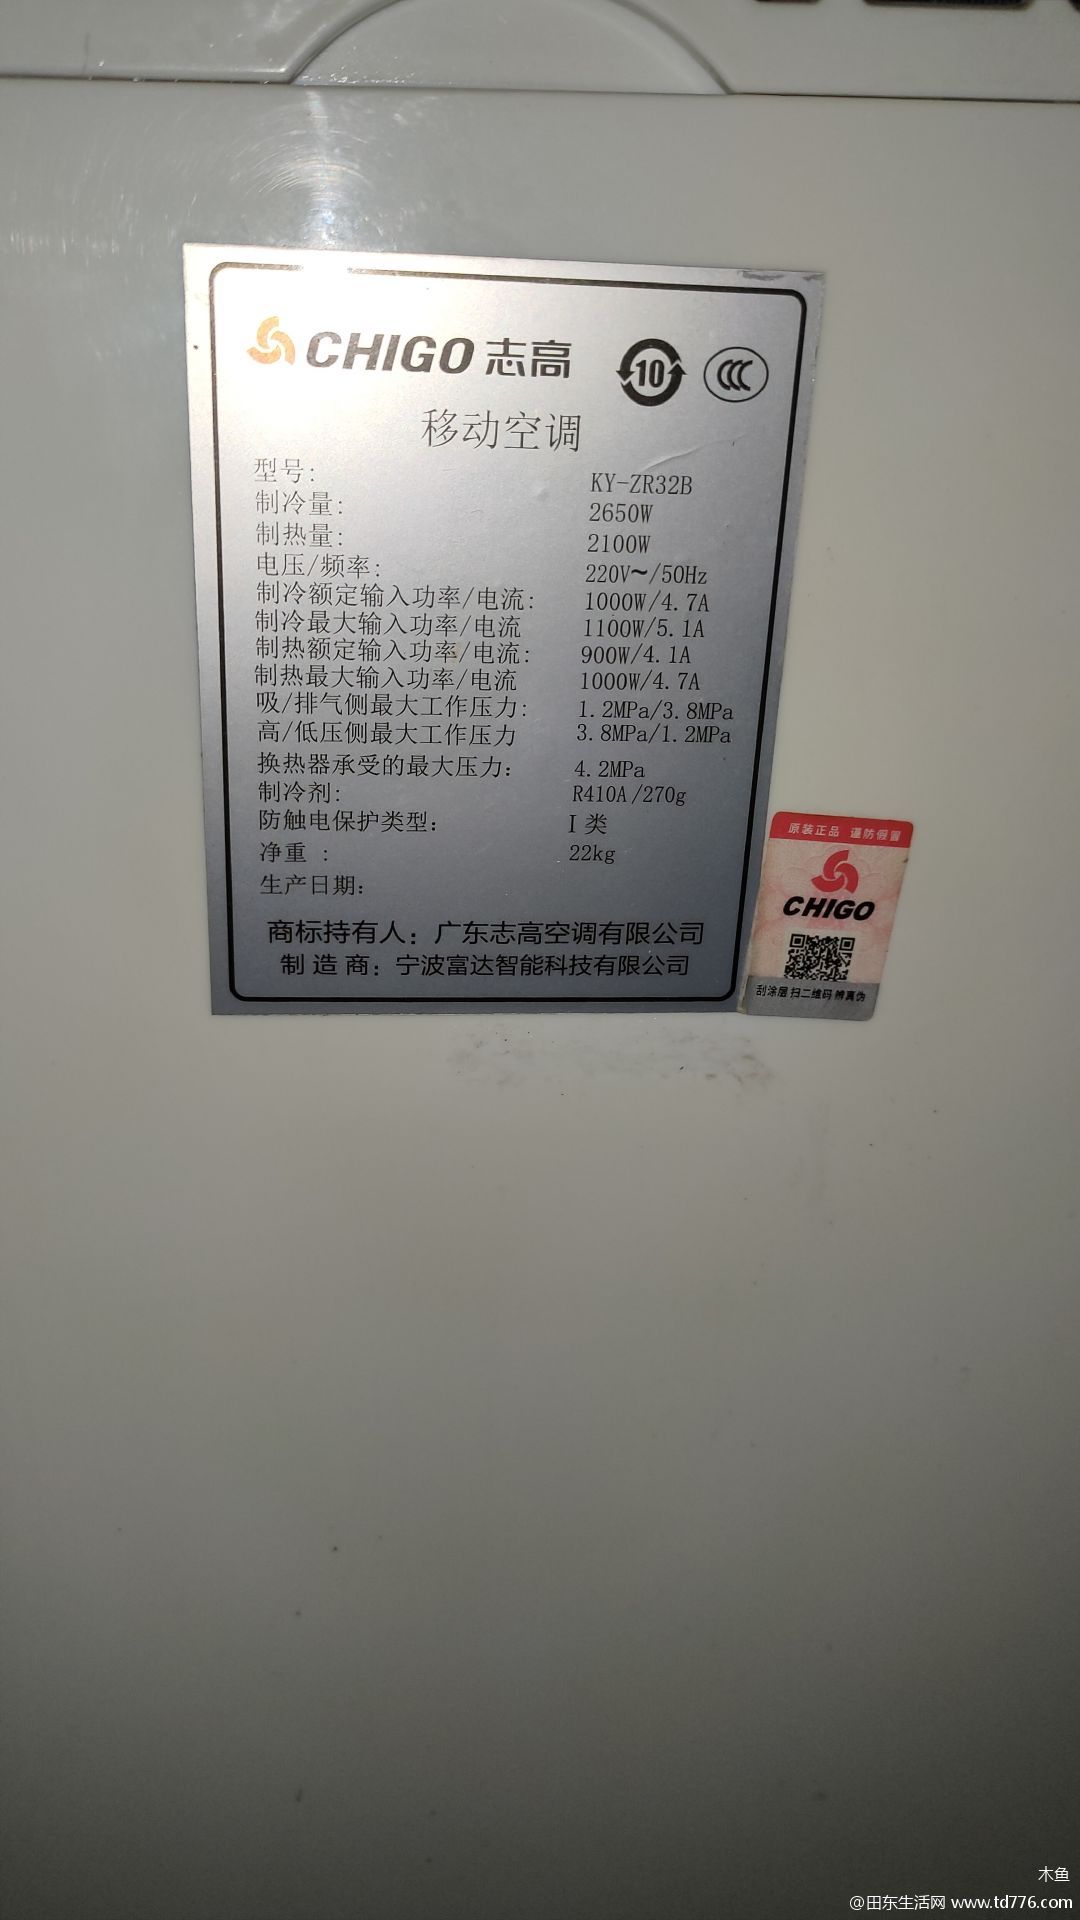 CHIGO 志高
10
移动空调
型号: KY-ZR32B
制冷量: 2650W
制热量: 2100W
电压/频率: 220V~/50Hz
制冷额定输入功率/电流: 1000W/4.7A
制冷最大输入功率/电流 1100W/5.1A
制热额定输入功率/电流: 900W/4.1A
制热最大输入功率/电流 1000W/4.7A
吸/排气侧最大工作压力: 1.2MPa/3.8MPa
高/低压侧最大工作压力 3.8MPa/1.2MPa
换热器承受的最大压力: 4.2MPa
制冷剂: R410A/270g
防触电保护类型: I 类
净重 : 22kg
生产日期:
商标持有人: 广东志高空调有限公司
制造商: 宁波富达智能科技有限公司
原装正品 谨防假冒
CHIGO
刮涂层 扫二维码 辨真伪
木鱼
@田东生活网 www.td776.com